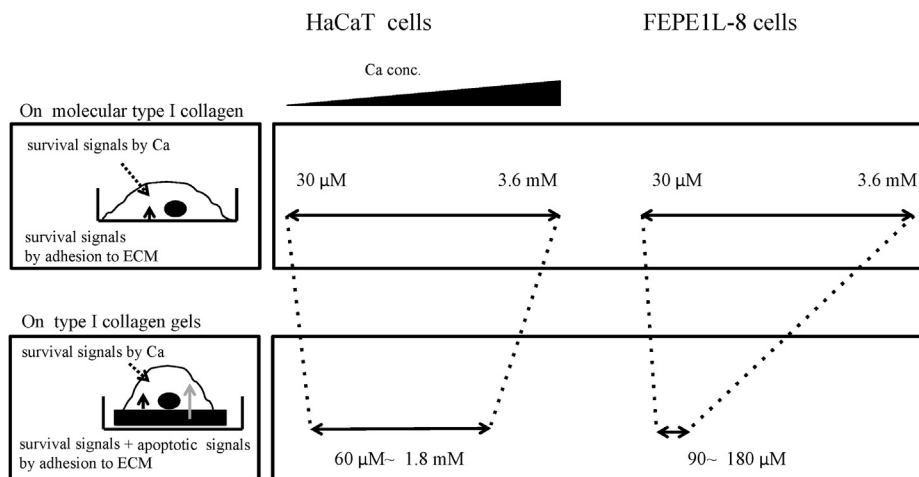 HaCaT cells
FEPE1L-8 cells
Ca conc.
On molecular type I collagen
survival signals by Ca
survival signals
by adhesion to ECM
30 μM
3.6 mM
30 μM
3.6 mM
On type I collagen gels
survival signals by Ca
survival signals + apoptotic signals
by adhesion to ECM
60 μM~ 1.8 mM
90~ 180 μM